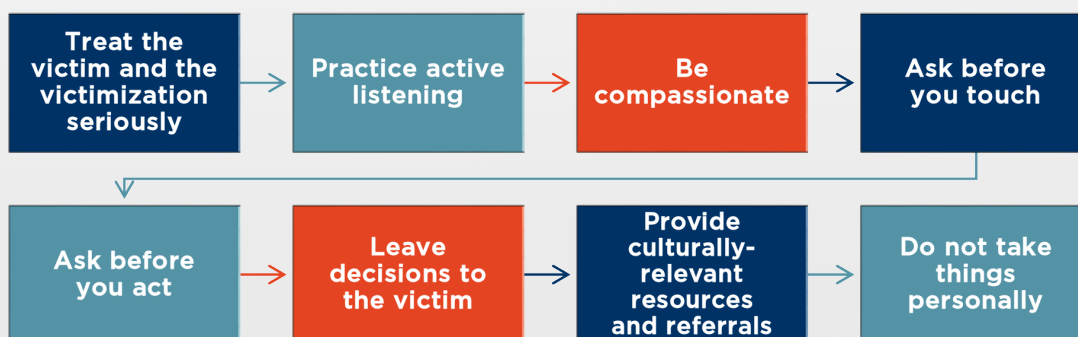 Treat the
victim and the
victimization
seriously
Practice active
listening
Be
compassionate
Ask before
you touch
Ask before
you act
Leave
decisions to
the victim
Provide
culturally-
relevant
resources
and referrals
Do not take
things
personally